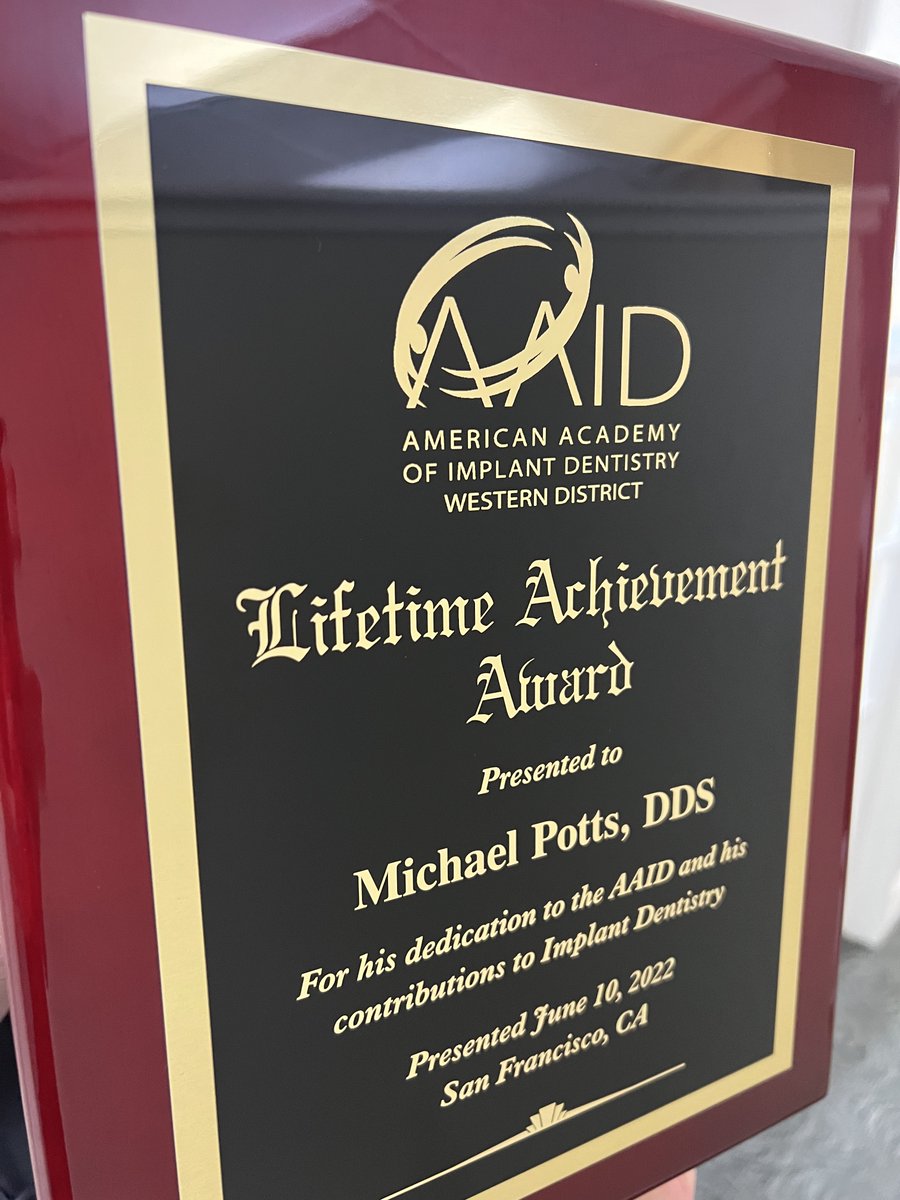 AAID
AMERICAN ACADEMY
OF IMPLANT DENTISTRY
WESTERN DISTRICT
Lifetime Achievement
Award
Presented to
Michael Potts, DDS
For his dedication to the AAID and his
contributions to Implant Dentistry
Presented June 10, 2022
San Francisco, CA